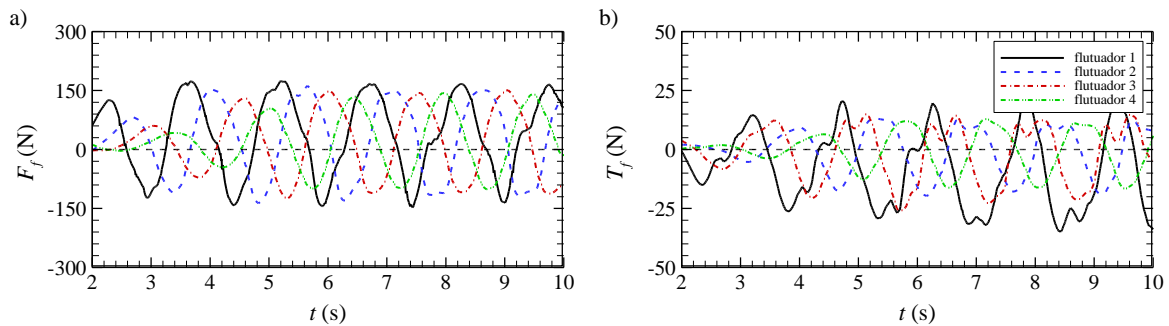 a)
F_f (N)
300
150
0
-150
-300
2 3 4 5 6 7 8 9 10
t (s)
b)
T_f (N)
50
25
0
-25
-50
2 3 4 5 6 7 8 9 10
t (s)
flutuador 1
flutuador 2
flutuador 3
flutuador 4